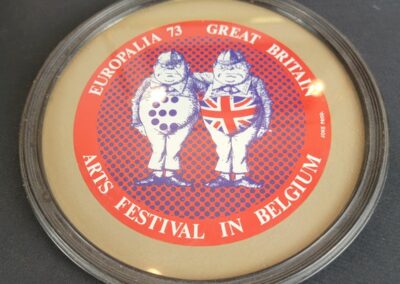 EUROPALIA 73 GREAT BRITAIN
ARTS FESTIVAL IN BELGIUM